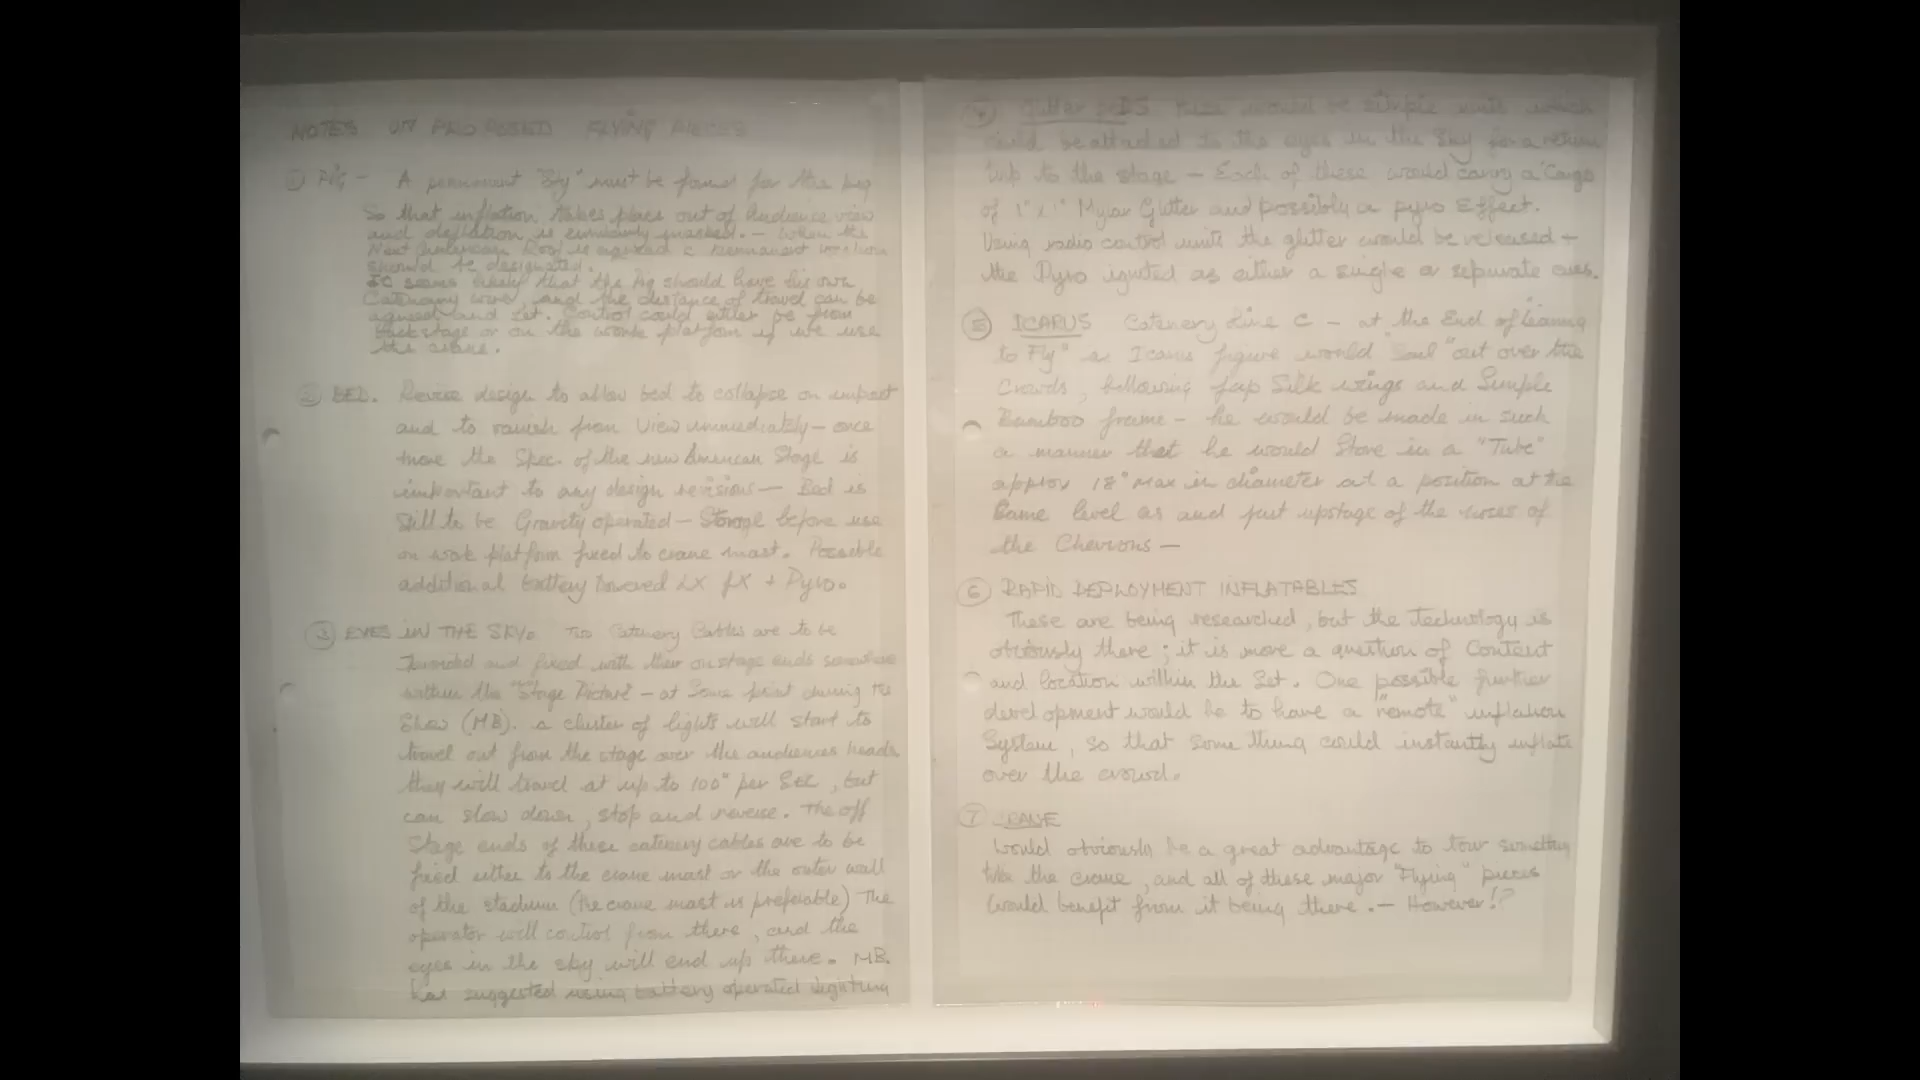 NOTES ON PROPOSED FLYING PIECES
① PIG - A permanent "Sty" must be found for the pig
So that inflation takes place out of Audience view
and deflation is similarly masked. - When the
New American Roof is agreed a permanent location
should be designated.
It seems likely that the pig should have his own
Catenary wire, and the distance of travel can be
agreed and set. Control could either be from
backstage or on the work platform if we use
the crane.
② BED. Revise design to allow bed to collapse on impact
and to vanish from view immediately - once
more the Spec. of the new American Stage is
important to any design revisions - Bed is
still to be Gravity operated - Storage before use
on work platform fixed to crane mast. Possible
additional battery powered LX FX + Pyro.
③ EYES IN THE SKY. Two Catenary Cables are to be
provided and fixed with their onstage ends somewhere
within the "Stage Picture" - at some point during the
Show (MB). a cluster of lights will start to
travel out from the stage over the audiences heads
they will travel at up to 100" per Sec, but
can slow down, stop and reverse. The off
Stage ends of these catenary cables are to be
fixed either to the crane mast or the outer wall
of the stadium (the crane mast is preferable) The
operator will control from there, and the
eyes in the sky will end up there. MB.
has suggested using battery operated lighting
④ Glitter PODS These would be simple units which
could be attached to the eyes in the Sky for a return
trip to the stage - Each of these would carry a "Cargo
of 1" x 1" Mylar Glitter and possibly a pyro Effect.
Using radio control units the glitter would be released +
the Pyro ignited as either a single or separate cues.
⑤ ICARUS Catenary Line C - at the End of "Learning
to Fly" an Icarus figure would "Sail" out over the
Crowds, billowing Jap Silk wings and Simple
Bamboo frame - he would be made in such
a manner that he would Store in a "Tube"
approx 18" Max in diameter at a position at the
Same level as and just upstage of the noses of
the Chevrons -
⑥ RAPID DEPLOYMENT INFLATABLES
These are being researched, but the technology is
obviously there; it is more a question of Content
and location within the Set. One possible further
development would be to have a "remote" inflation
System, so that some thing could instantly inflate
over the crowd.
⑦ CRANE
Would obviously be a great advantage to tour something
like the crane, and all of these major "Flying" pieces
would benefit from it being there. - However!?